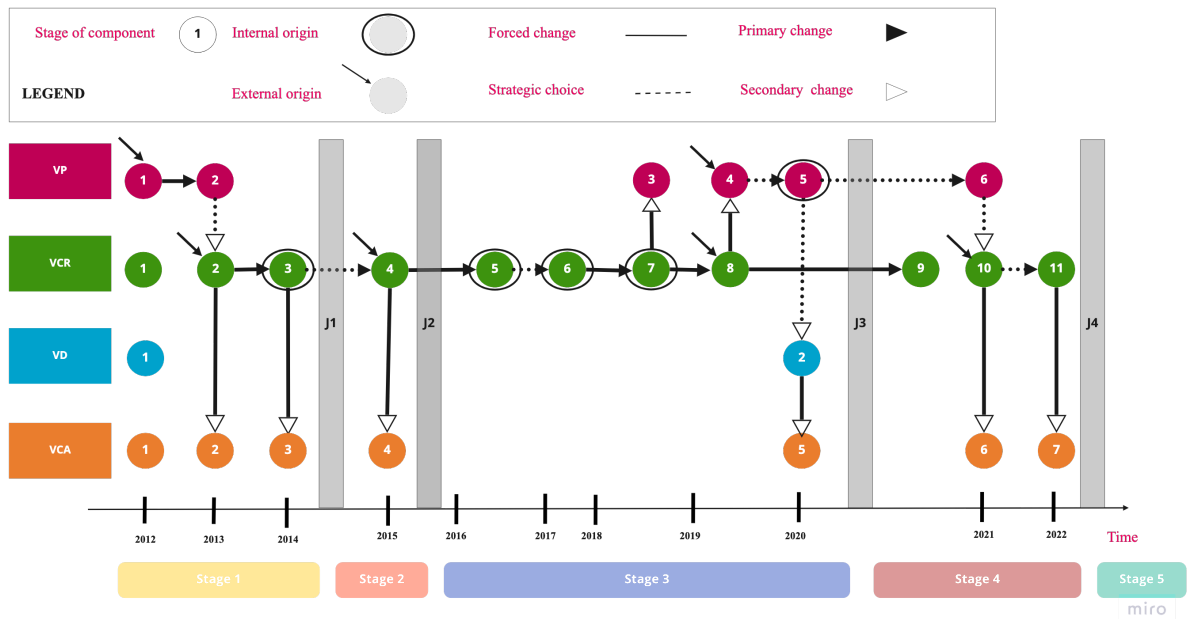 Stage of component 1 Internal origin Forced change Primary change
LEGEND External origin Strategic choice Secondary change
VP 1 2 3 4 5 6
VCR 1 2 3 4 5 6 7 8 9 10 11
J1 J2 J3 J4
VD 1 2
VCA 1 2 3 4 5 6 7
2012 2013 2014 2015 2016 2017 2018 2019 2020 2021 2022 Time
Stage 1 Stage 2 Stage 3 Stage 4 Stage 5
miro